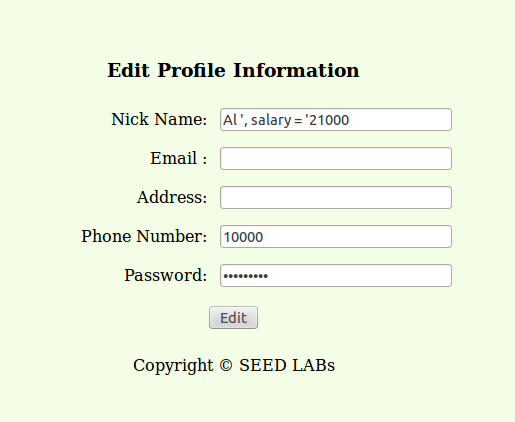 Edit Profile Information
Nick Name: Al ', salary = '21000
Email :
Address:
Phone Number: 10000
Password: •••••••••
Edit
Copyright © SEED LABs